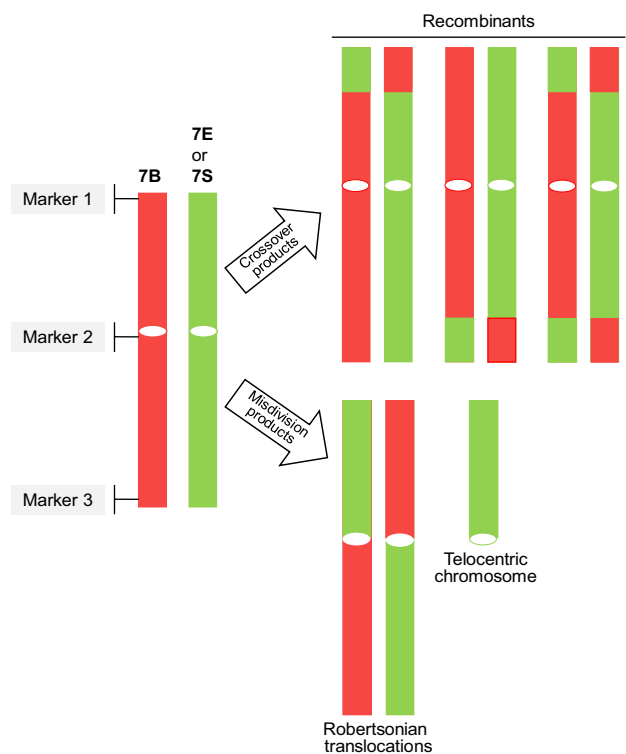 Recombinants
7E
or
7B
7S
Marker 1
Crossover
products
Marker 2
Misdivision
products
Marker 3
Telocentric
chromosome
Robertsonian
translocations